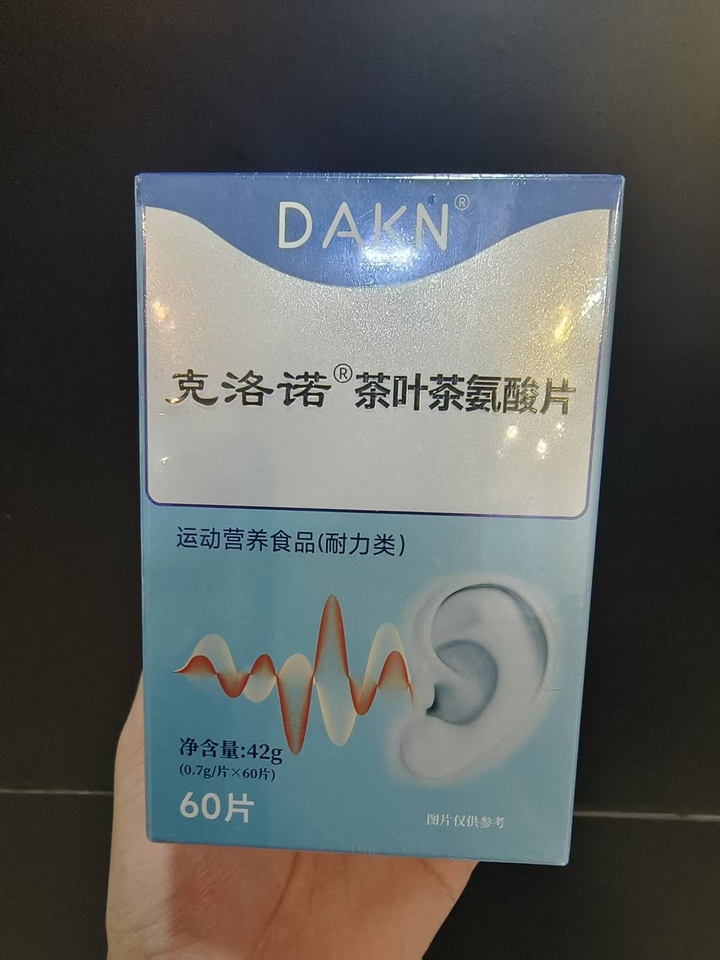 DAKN®
克洛诺®茶叶茶氨酸片
运动营养食品(耐力类)
净含量:42g
(0.7g/片×60片)
60片
图片仅供参考